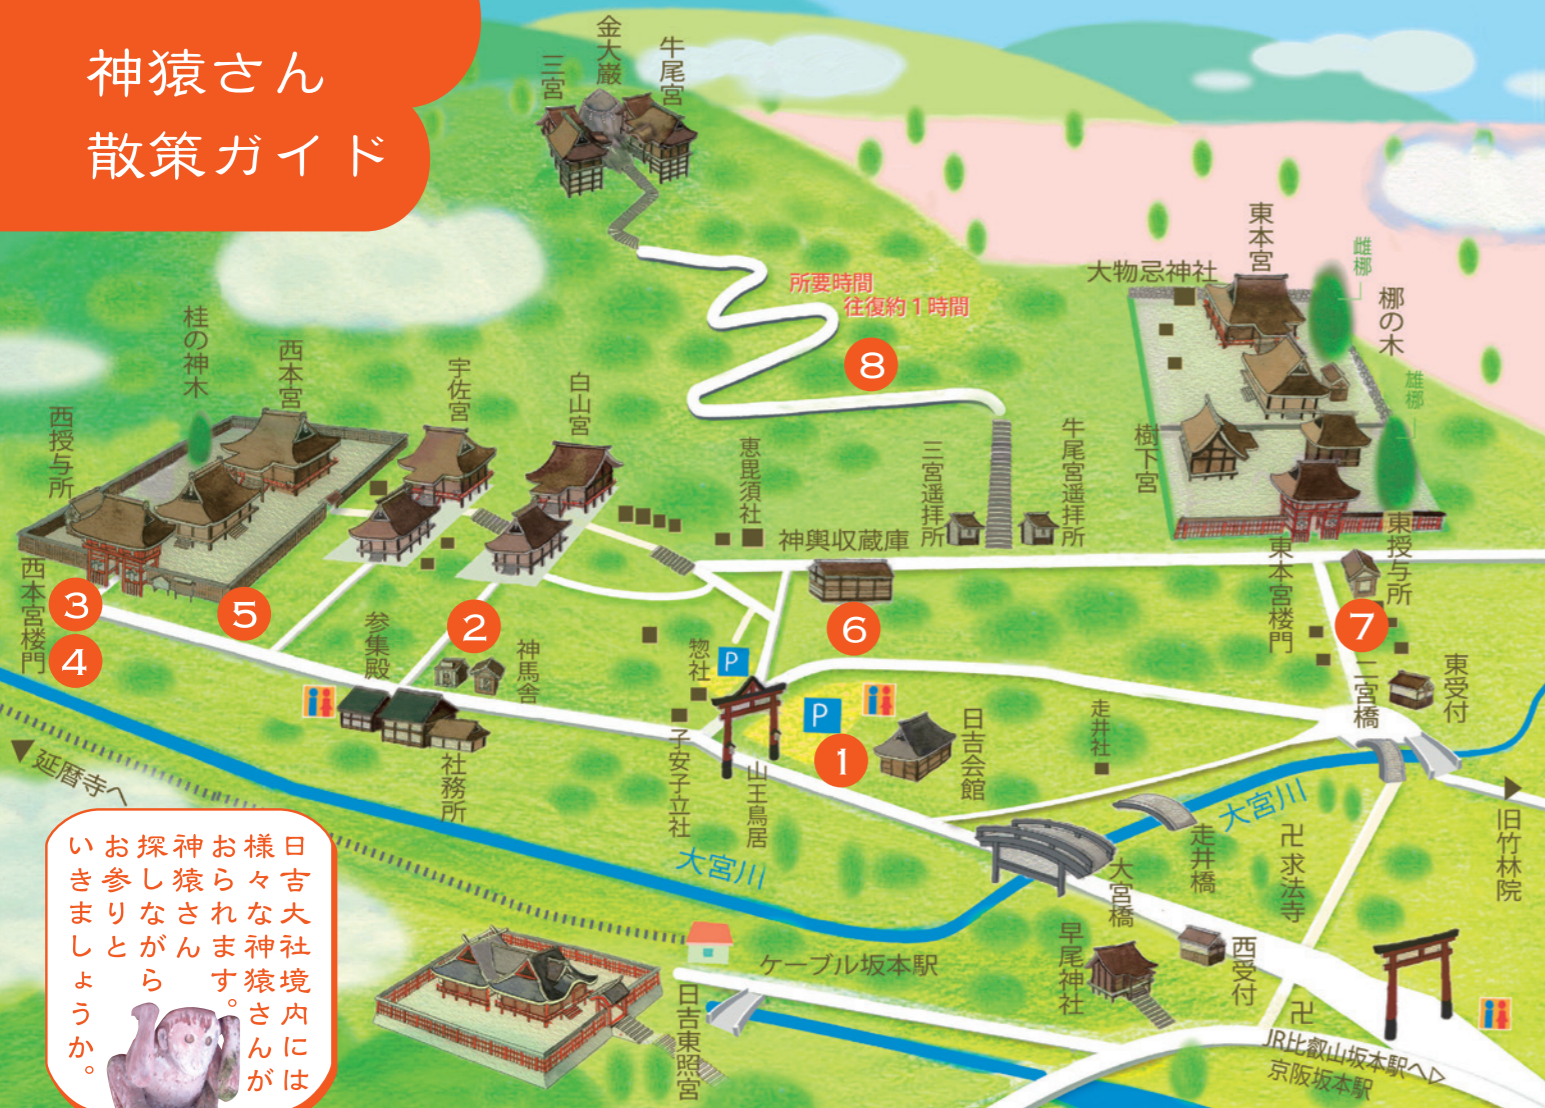 神猿さん
散策ガイド
三宮
金大巌
牛尾宮
所要時間
往復約1時間
8
大物忌神社
東本宮
雌梛
梛の木
雄梛
樹下宮
桂の神木
西本宮
宇佐宮
白山宮
西授与所
恵毘須社
三宮遥拝所
牛尾宮遥拝所
神輿収蔵庫
東本宮楼門
東授与所
西本宮楼門
3
4
5
参集殿
2
神馬舎
惣社
P
6
7
二宮橋
東受付
P
1
日吉会館
走井社
子安子立社
山王鳥居
社務所
延暦寺へ
大宮川
大宮川
走井橋
卍求法寺
旧竹林院
大宮橋
早尾神社
西受付
ケーブル坂本駅
日吉東照宮
卍
JR比叡山坂本駅へ
京阪坂本駅
日吉大社境内には
様々な神猿さんが
おられます。
神猿さん
探しながら
お参りと
いきましょうか。